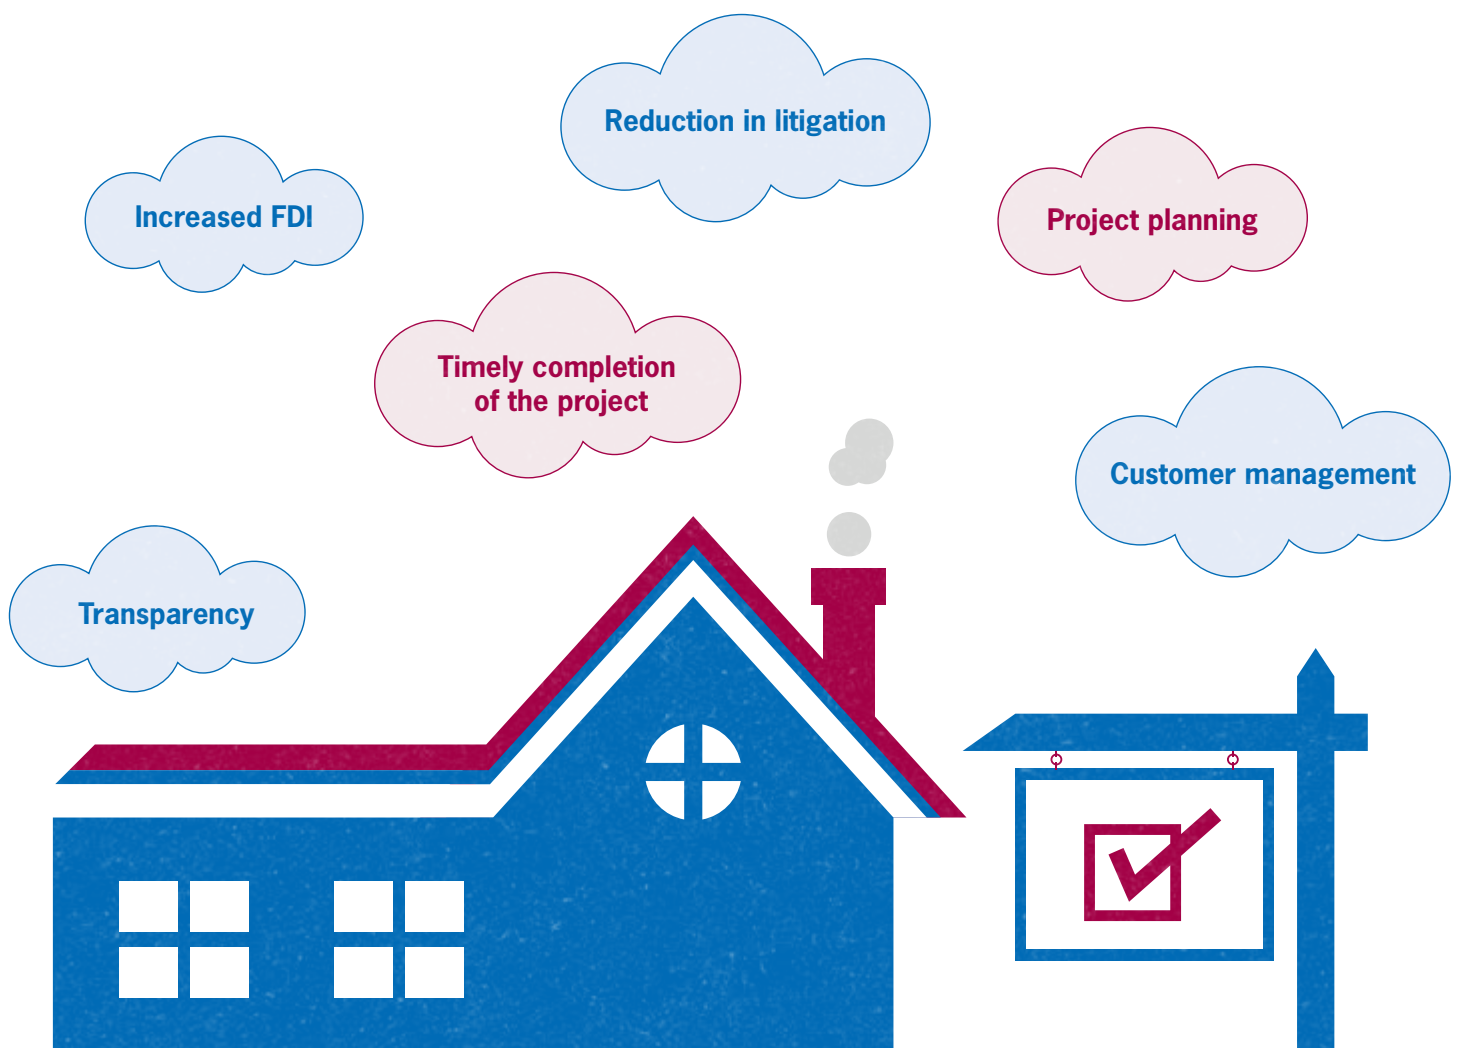 Reduction in litigation
Increased FDI
Project planning
Timely completion
of the project
Customer management
Transparency